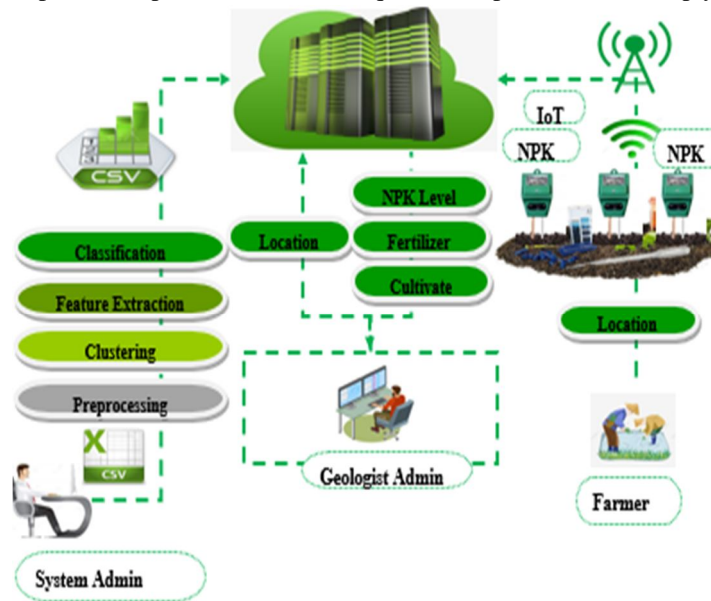 IoT
NPK
NPK
CSV
NPK Level
Classification
Location
Fertilizer
Feature Extraction
Cultivate
Location
Clustering
Preprocessing
X
CSV
Geologist Admin
Farmer
System Admin